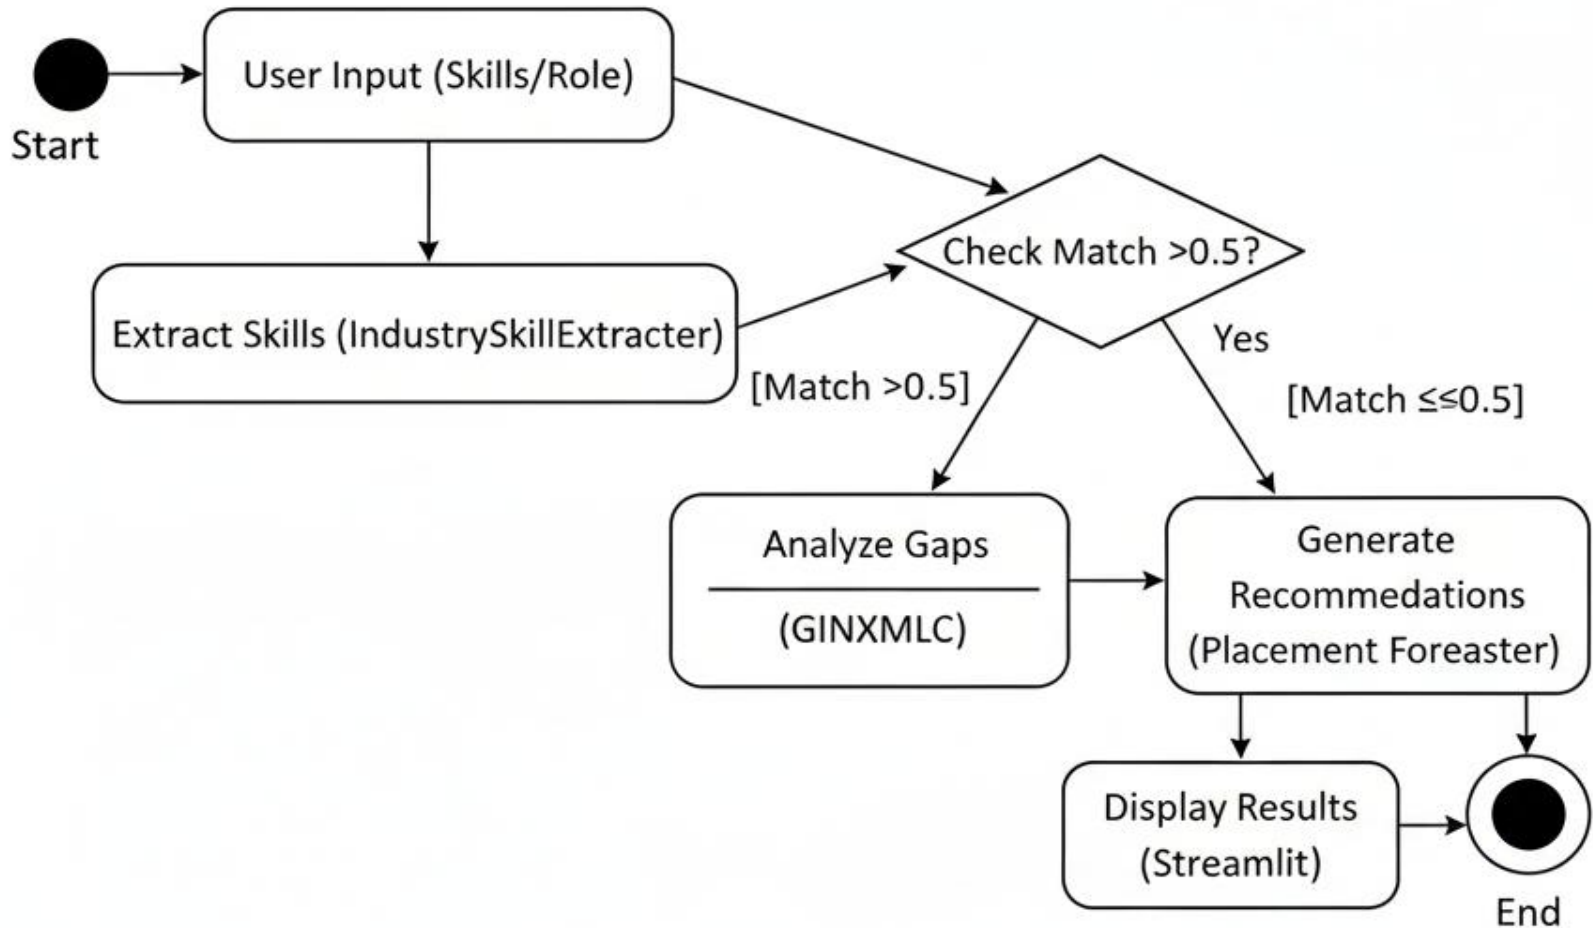 User Input (Skills/Role)
Start
Check Match >0.5?
Extract Skills (IndustrySkillExtracter)
Yes
[Match >0.5]
[Match ≤≤0.5]
Analyze Gaps
(GINXMLC)
Generate
Recommedations
(Placement Foreaster)
Display Results
(Streamlit)
End